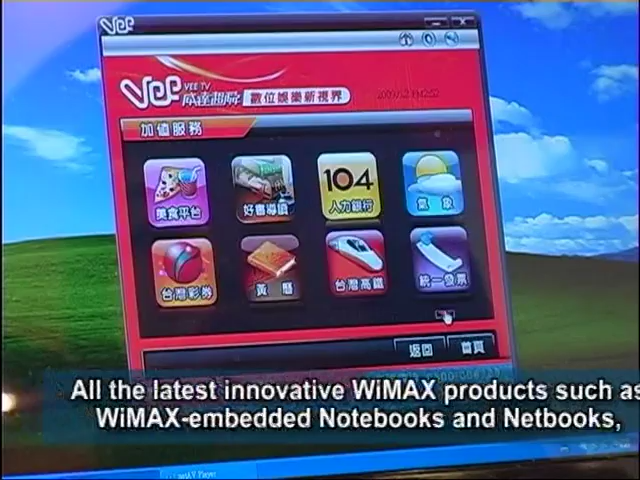 Vee
Vee VEE TV 威達超舜 數位娛樂新視界
加值服務
美食平台 好書導讀 104 人力銀行 氣象
台灣彩券 黃曆 台灣高鐵 統一發票
返回 首頁
All the latest innovative WiMAX products such as
WiMAX-embedded Notebooks and Netbooks,